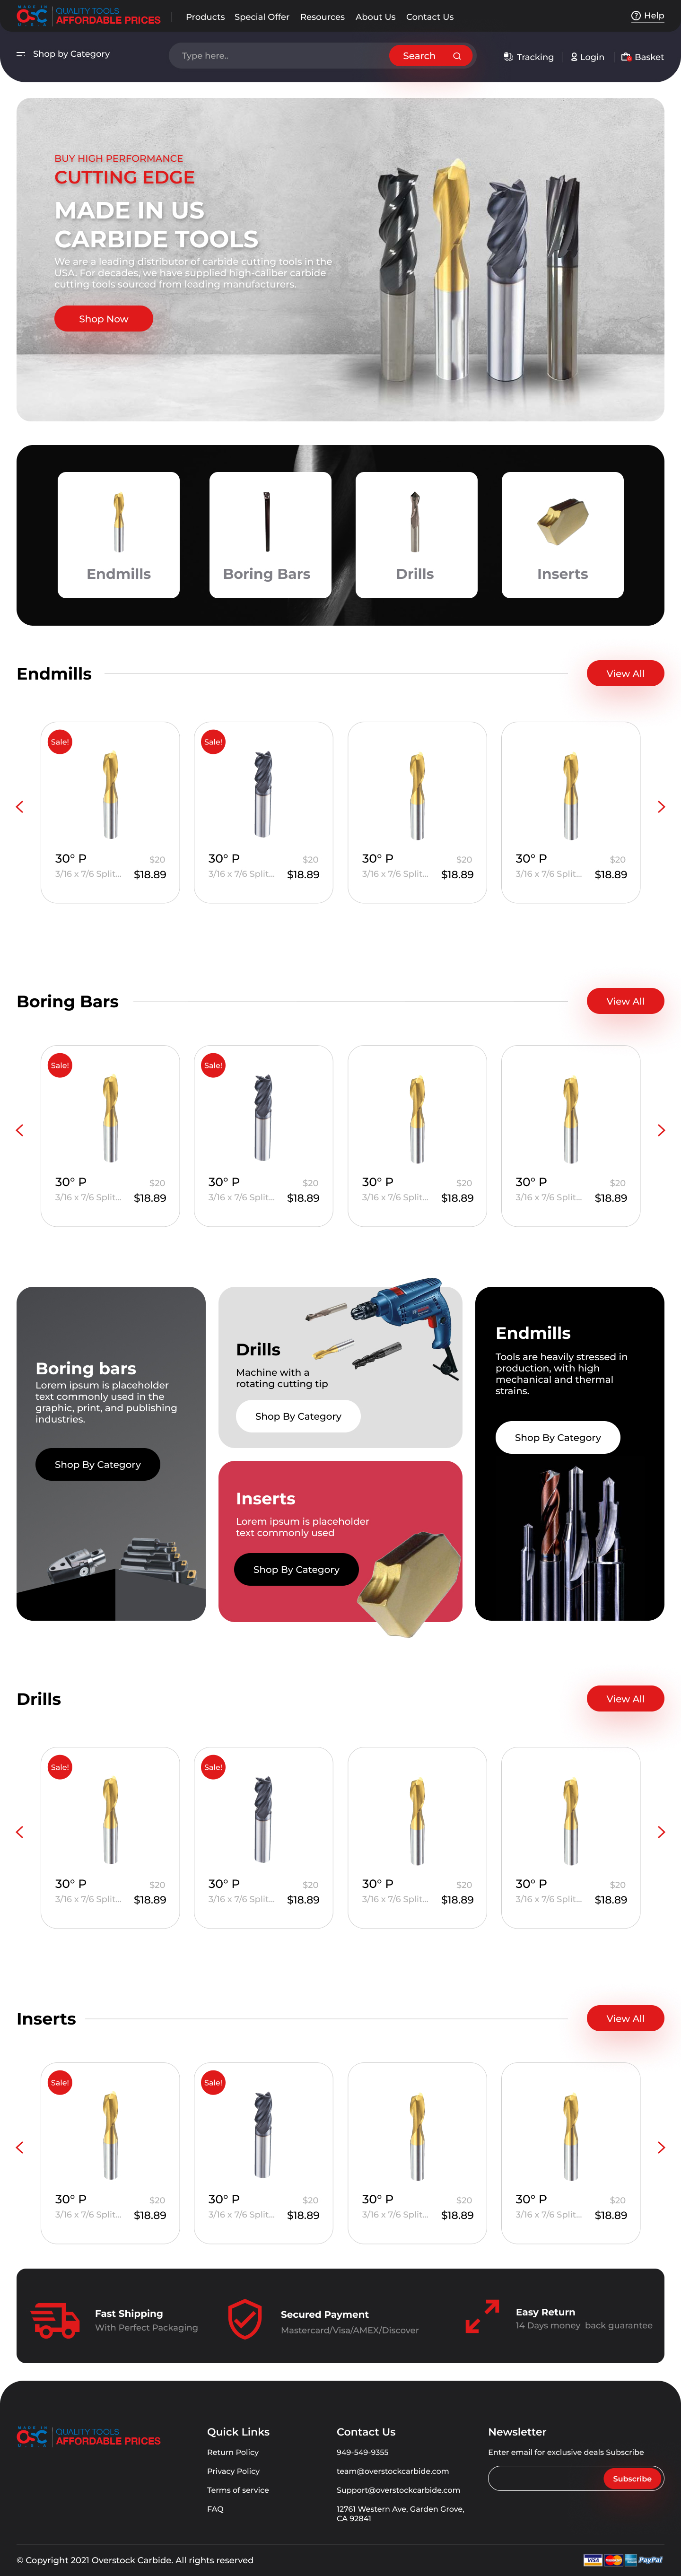 MADE IN
OSC QUALITY TOOLS
AFFORDABLE PRICES
Products Special Offer Resources About Us Contact Us
Help
Shop by Category
Type here..
Search
Tracking Login Basket
BUY HIGH PERFORMANCE
CUTTING EDGE
MADE IN US
CARBIDE TOOLS
We are a leading distributor of carbide cutting tools in the
USA. For decades, we have supplied high-caliber carbide
cutting tools sourced from leading manufacturers.
Shop Now
Endmills Boring Bars Drills Inserts
Endmills
View All
Sale! Sale!
30° P $20 30° P $20 30° P $20 30° P $20
3/16 x 7/6 Split... $18.89 3/16 x 7/6 Split... $18.89 3/16 x 7/6 Split... $18.89 3/16 x 7/6 Split... $18.89
Boring Bars
View All
Sale! Sale!
30° P $20 30° P $20 30° P $20 30° P $20
3/16 x 7/6 Split... $18.89 3/16 x 7/6 Split... $18.89 3/16 x 7/6 Split... $18.89 3/16 x 7/6 Split... $18.89
Boring bars
Lorem ipsum is placeholder
text commonly used in the
graphic, print, and publishing
industries.
Shop By Category
Drills
Machine with a
rotating cutting tip
Shop By Category
Inserts
Lorem ipsum is placeholder
text commonly used
Shop By Category
Endmills
Tools are heavily stressed in
production, with high
mechanical and thermal
strains.
Shop By Category
Drills
View All
Sale! Sale!
30° P $20 30° P $20 30° P $20 30° P $20
3/16 x 7/6 Split... $18.89 3/16 x 7/6 Split... $18.89 3/16 x 7/6 Split... $18.89 3/16 x 7/6 Split... $18.89
Inserts
View All
Sale! Sale!
30° P $20 30° P $20 30° P $20 30° P $20
3/16 x 7/6 Split... $18.89 3/16 x 7/6 Split... $18.89 3/16 x 7/6 Split... $18.89 3/16 x 7/6 Split... $18.89
Fast Shipping
With Perfect Packaging
Secured Payment
Mastercard/Visa/AMEX/Discover
Easy Return
14 Days money back guarantee
MADE IN
OSC QUALITY TOOLS
AFFORDABLE PRICES
Quick Links
Return Policy
Privacy Policy
Terms of service
FAQ
Contact Us
949-549-9355
team@overstockcarbide.com
Support@overstockcarbide.com
12761 Western Ave, Garden Grove,
CA 92841
Newsletter
Enter email for exclusive deals Subscribe
Subscribe
© Copyright 2021 Overstock Carbide. All rights reserved
VISA PayPal